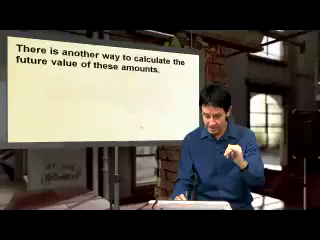 There is another way to calculate the
future value of these amounts.